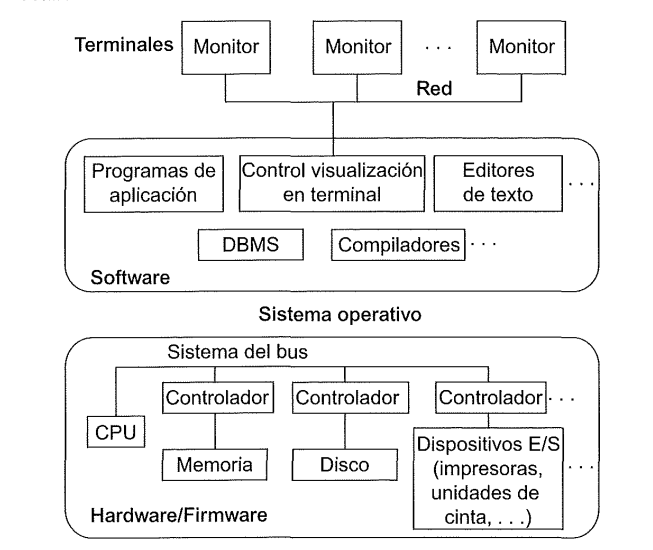 Terminales
Monitor
Monitor
. . .
Monitor
Red
Programas de
aplicación
Control visualización
en terminal
Editores
de texto
. . .
DBMS
Compiladores
. . .
Software
Sistema operativo
Sistema del bus
Controlador
Controlador
Controlador
. . .
CPU
Memoria
Disco
Dispositivos E/S
(impresoras,
unidades de
cinta, . . .)
. . .
Hardware/Firmware